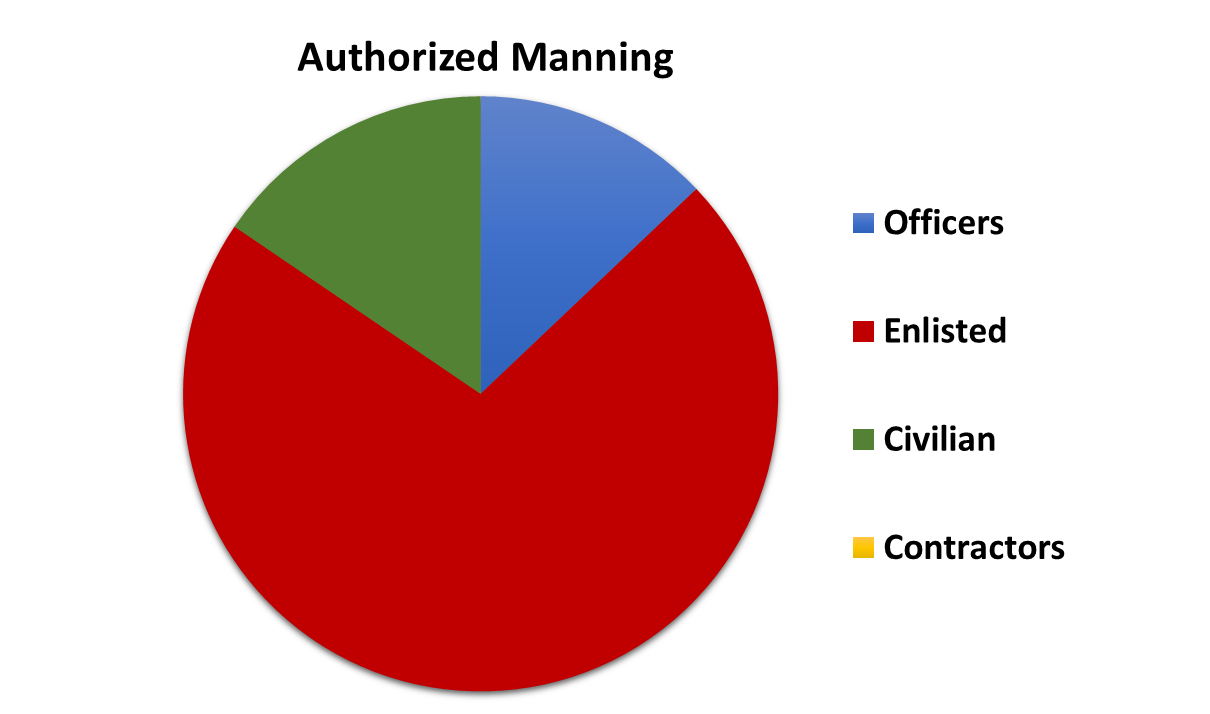 Authorized Manning
Officers
Enlisted
Civilian
Contractors